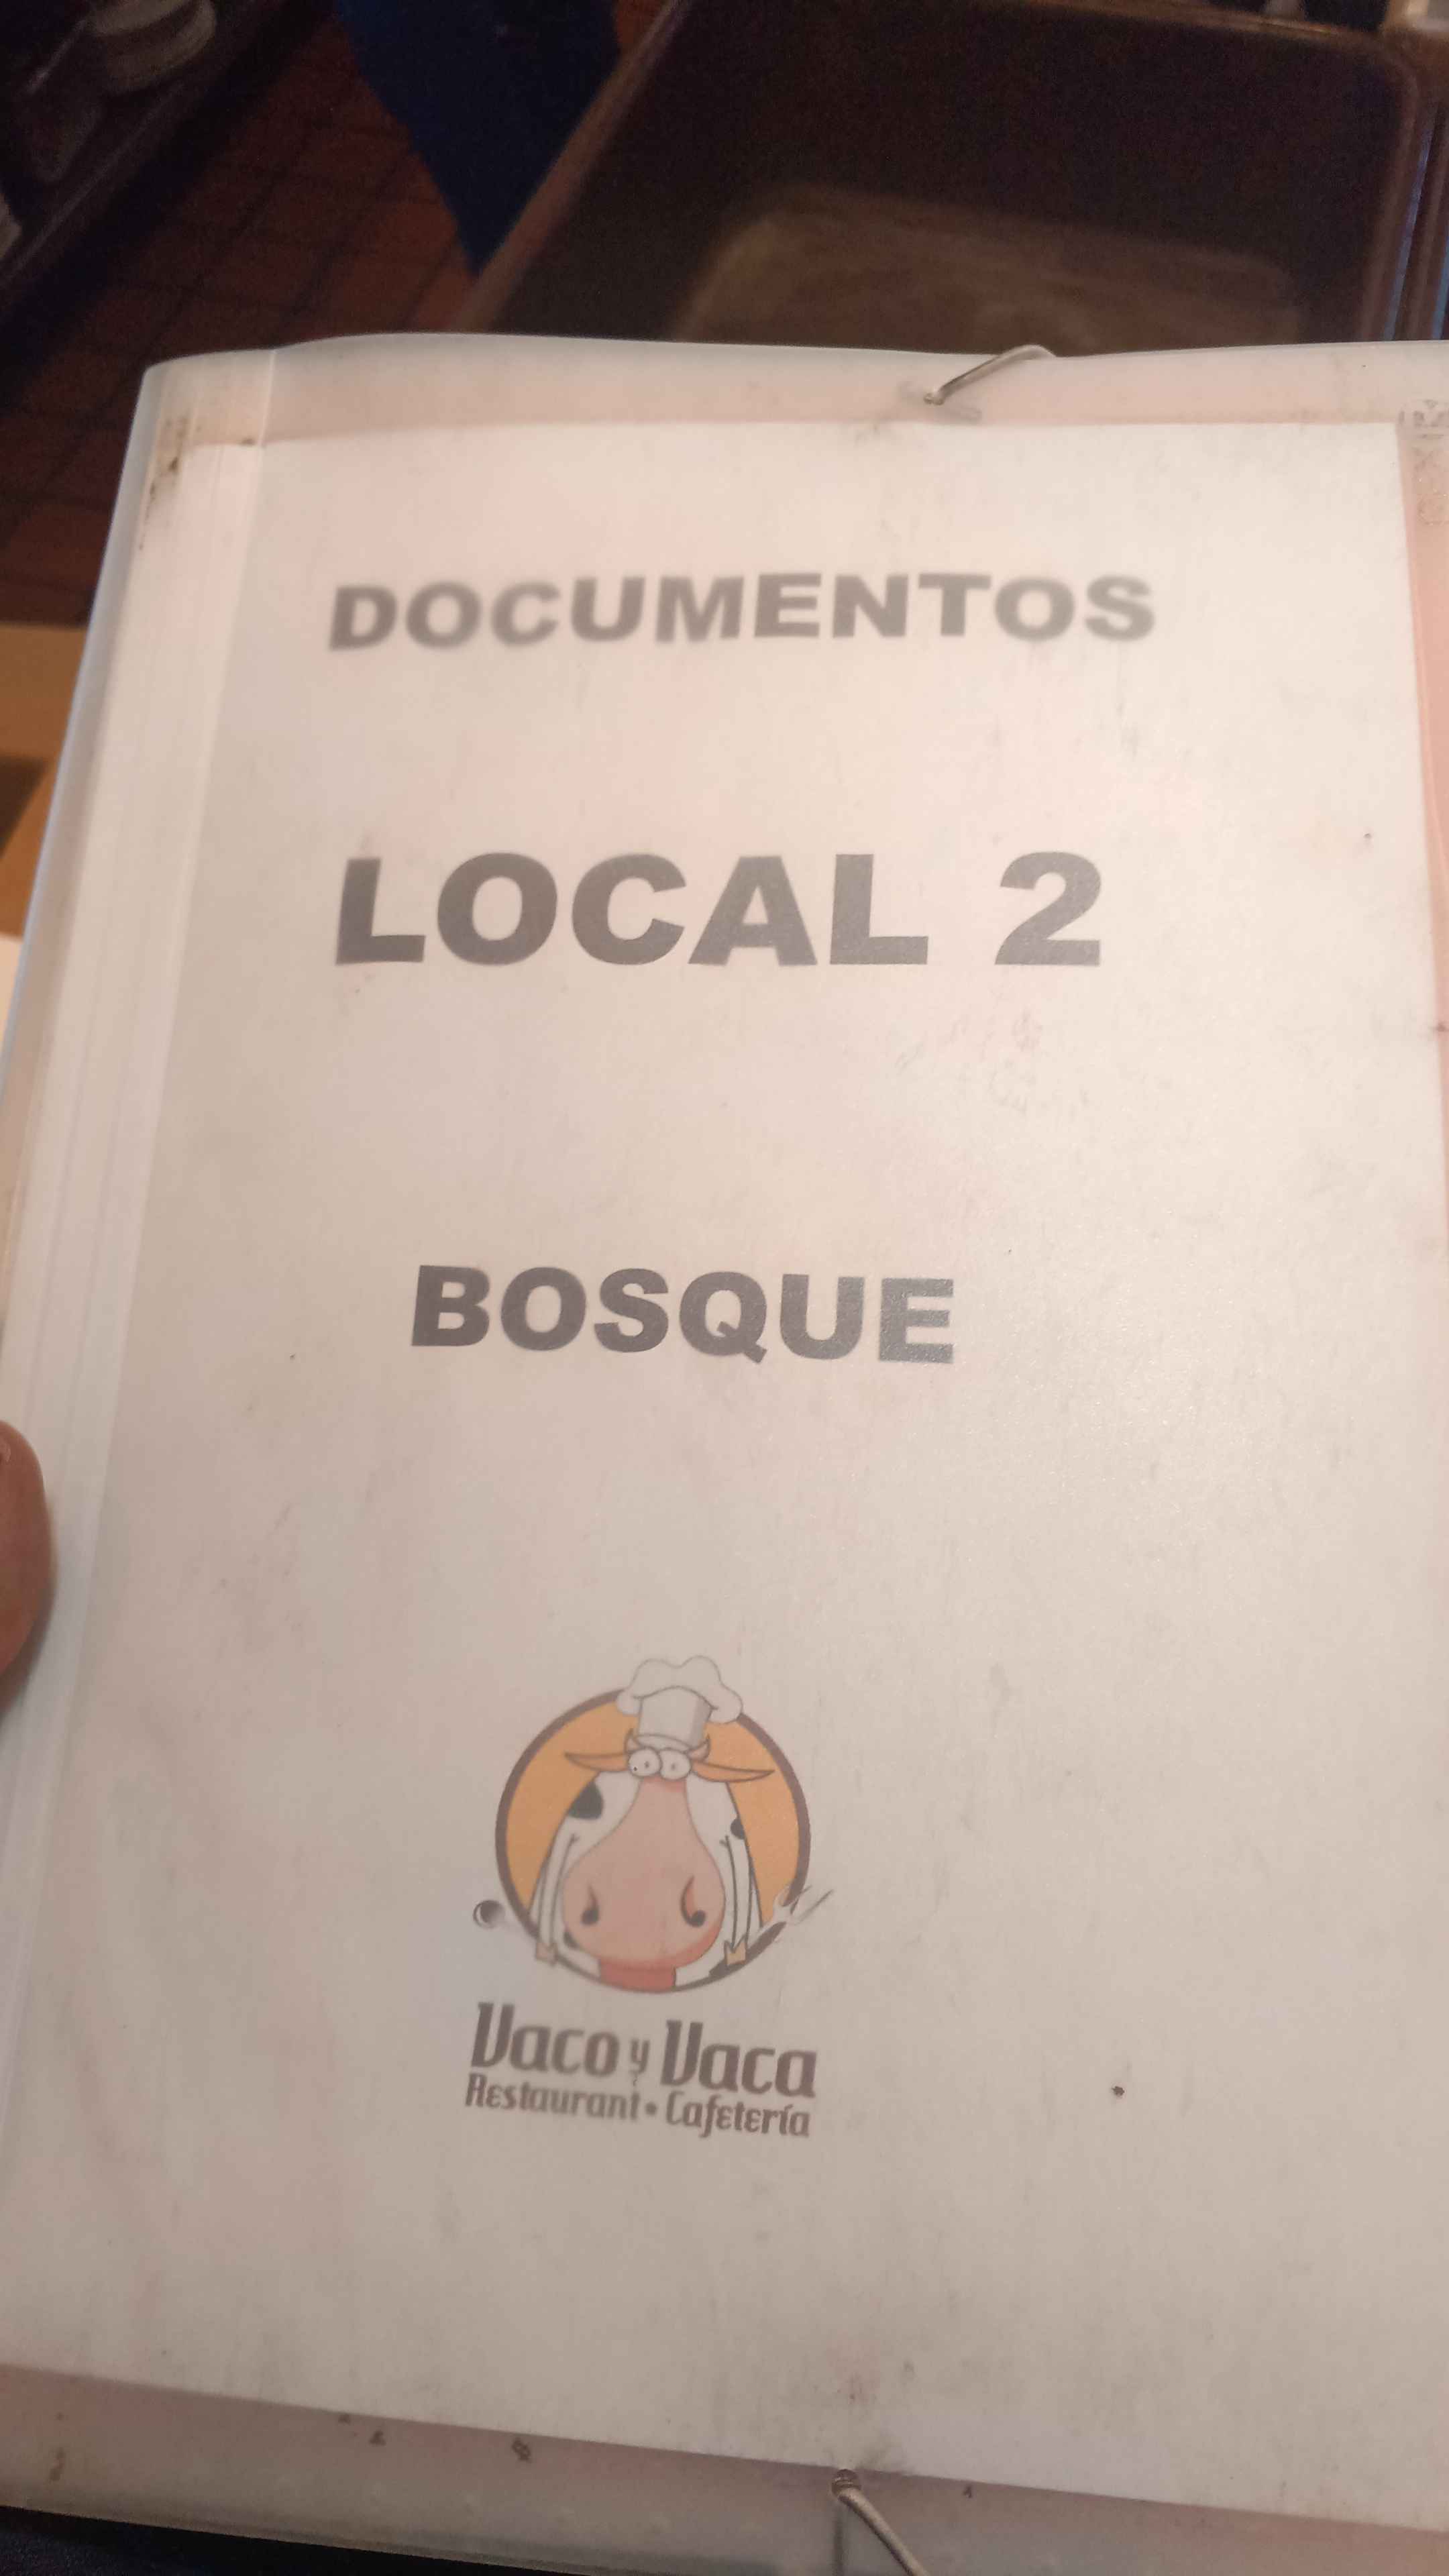 DOCUMENTOS
LOCAL 2
BOSQUE
Vaco y Vaca
Restaurant • Cafetería